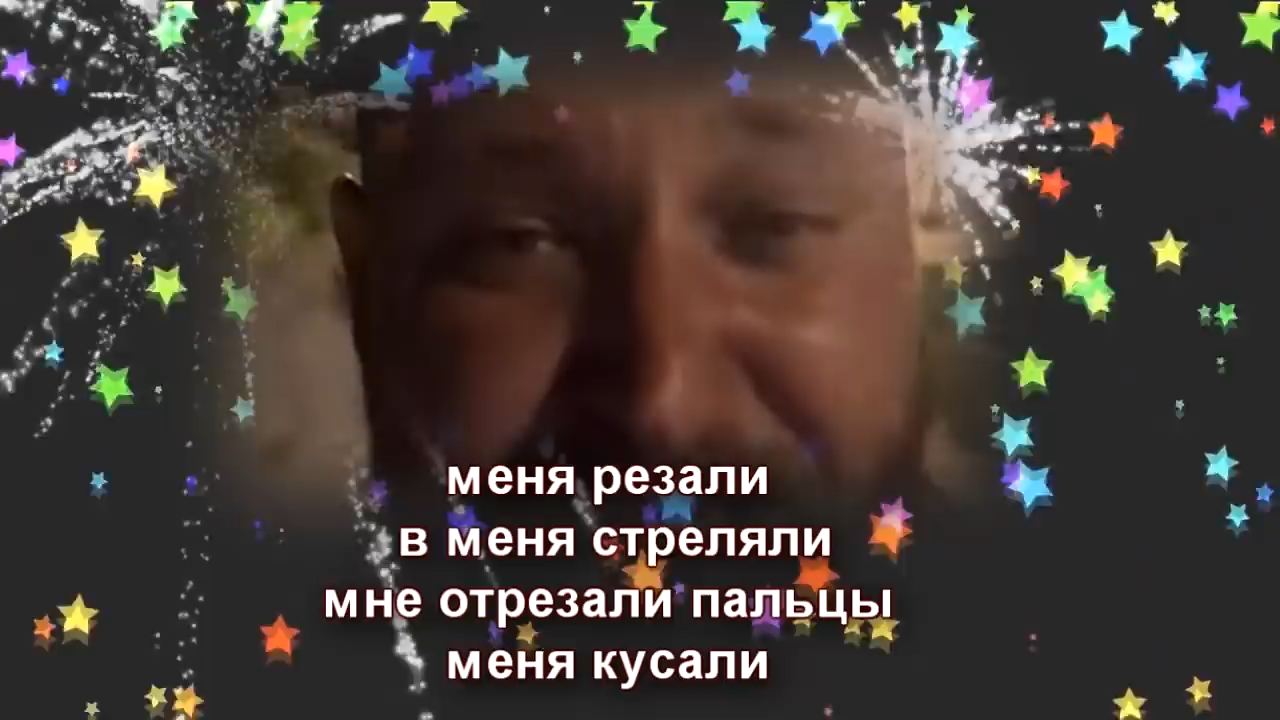 меня резали
в меня стреляли
мне отрезали пальцы
меня кусали